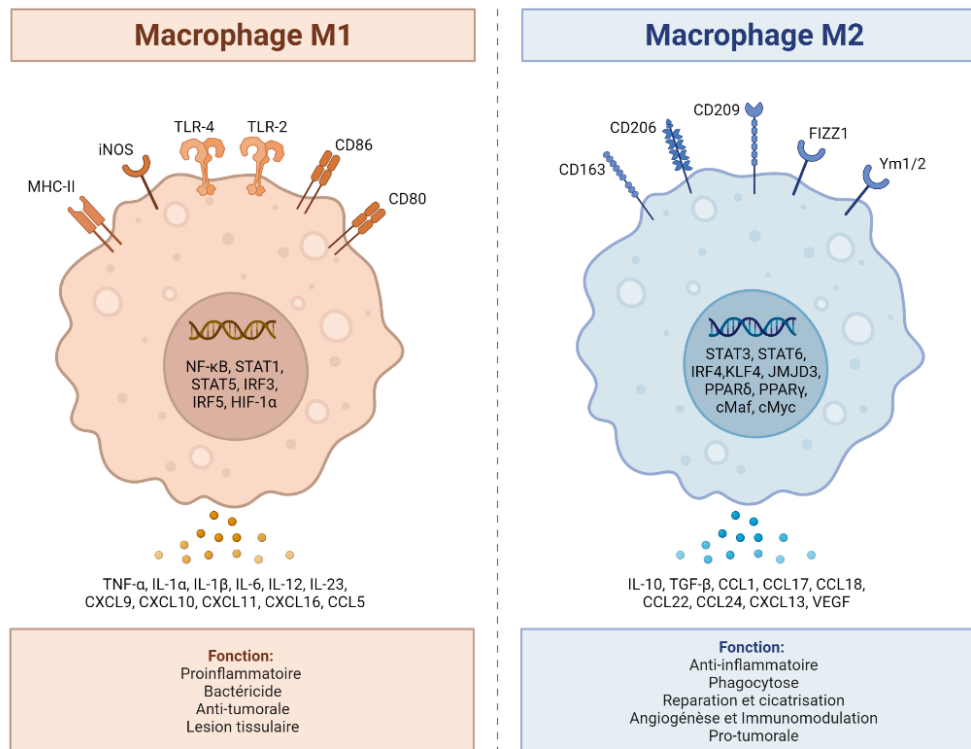 Macrophage M1
TLR-4
TLR-2
iNOS
CD86
MHC-II
CD80
NF-κB, STAT1,
STAT5, IRF3,
IRF5, HIF-1α
TNF-α, IL-1α, IL-1β, IL-6, IL-12, IL-23,
CXCL9, CXCL10, CXCL11, CXCL16, CCL5
Fonction:
Proinflammatoire
Bactéricide
Anti-tumorale
Lesion tissulaire
Macrophage M2
CD209
CD206
FIZZ1
CD163
Ym1/2
STAT3, STAT6,
IRF4,KLF4, JMJD3,
PPARδ, PPARγ,
cMaf, cMyc
IL-10, TGF-β, CCL1, CCL17, CCL18,
CCL22, CCL24, CXCL13, VEGF
Fonction:
Anti-inflammatoire
Phagocytose
Reparation et cicatrisation
Angiogénèse et Immunomodulation
Pro-tumorale